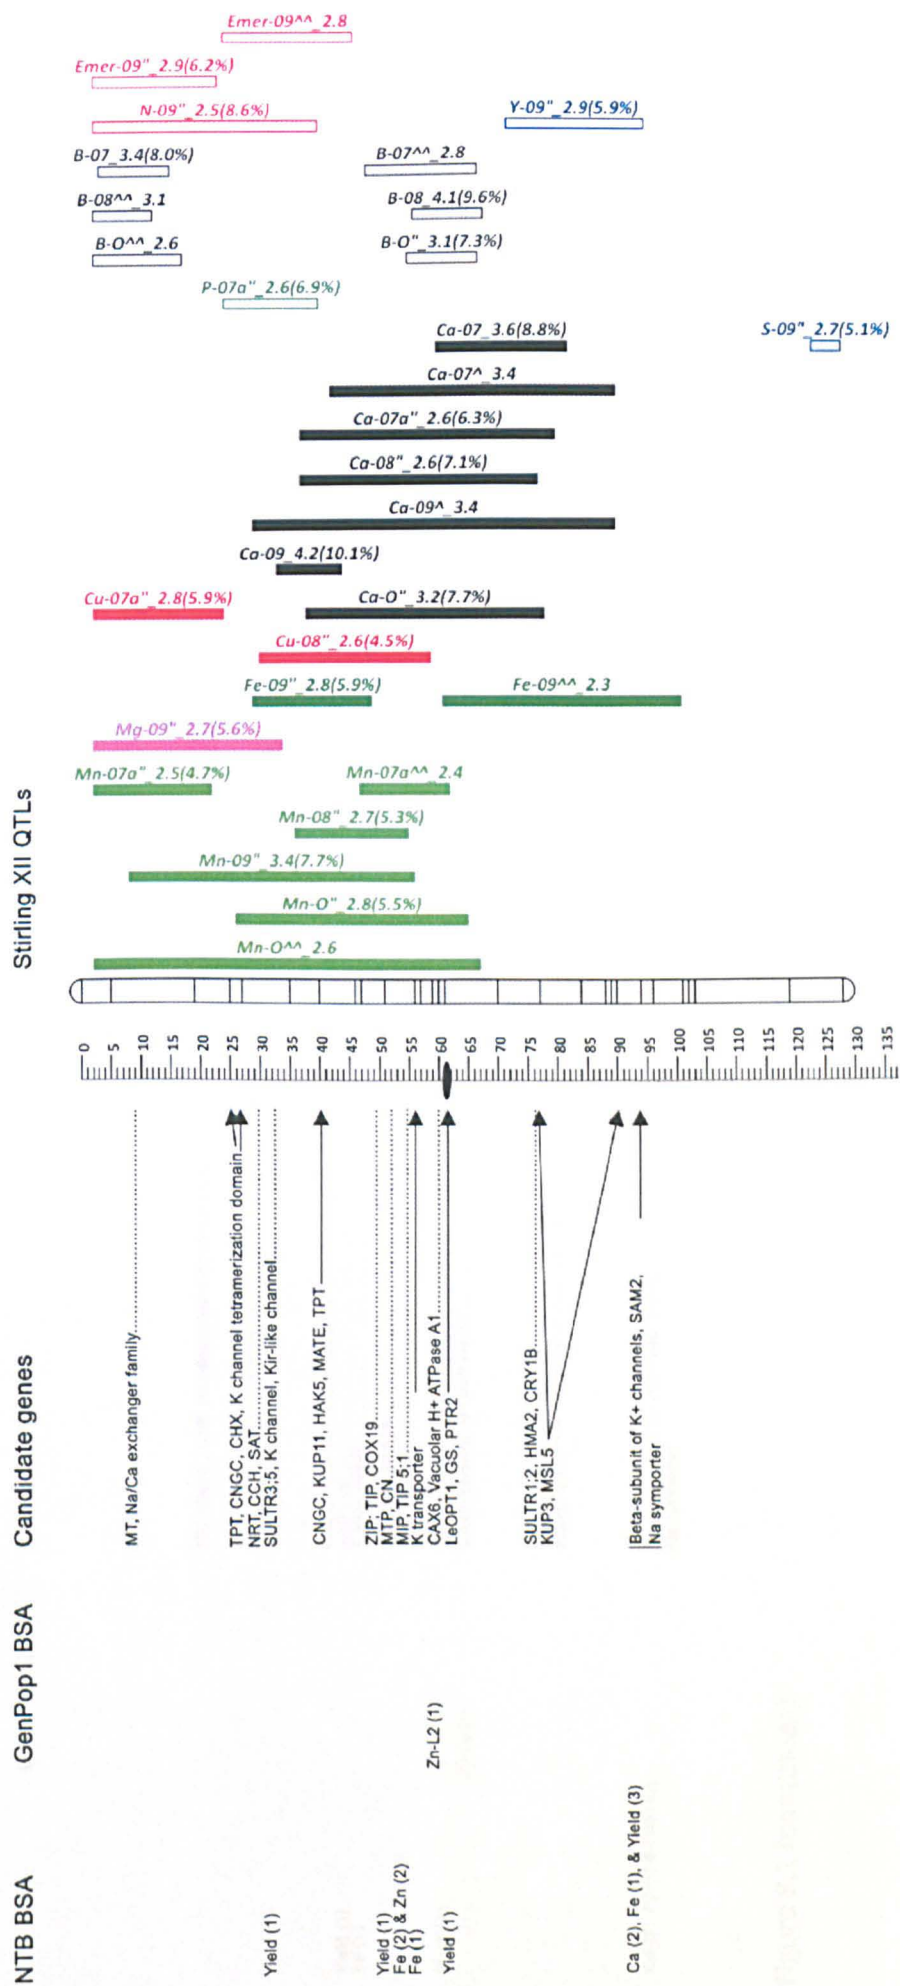 Emer-09^^_2.8
Emer-09"_2.9(6.2%)
N-09"_2.5(8.6%)
Y-09"_2.9(5.9%)
B-07_3.4(8.0%)
B-07^^_2.8
B-08^^_3.1
B-08_4.1(9.6%)
B-O^^_2.6
B-O"_3.1(7.3%)
P-07a"_2.6(6.9%)
Ca-07_3.6(8.8%)
S-09"_2.7(5.1%)
Ca-07^_3.4
Ca-07a"_2.6(6.3%)
Ca-08"_2.6(7.1%)
Ca-09^_3.4
Ca-09_4.2(10.1%)
Cu-07a"_2.8(5.9%)
Ca-O"_3.2(7.7%)
Cu-08"_2.6(4.5%)
Fe-09"_2.8(5.9%)
Fe-09^^_2.3
Mg-09"_2.7(5.6%)
Mn-07a"_2.5(4.7%)
Mn-07a^^_2.4
Mn-08"_2.7(5.3%)
Mn-09"_3.4(7.7%)
Mn-O"_2.8(5.5%)
Mn-O^^_2.6
Stirling XII QTLs
0
5
10
15
20
25
30
35
40
45
50
55
60
65
70
75
80
85
90
95
100
105
110
115
120
125
130
135
Candidate genes
MT, Na/Ca exchanger family
TPT, CNGC, CHX, K channel tetramerization domain
NRT, CCH, SAT
SULTR3;5, K channel, Kir-like channel
CNGC, KUP11, HAK5, MATE, TPT
ZIP; TIP, COX19
MTP, CN
MIP, TIP 5;1
K transporter
CAX6, Vacuolar H+ ATPase A1
LeOPT1, GS, PTR2
SULTR1;2, HMA2, CRY1B
KUP3, MSL5
Beta-subunit of K+ channels, SAM2,
Na symporter
GenPop1 BSA
Zn-L2 (1)
NTB BSA
Yield (1)
Yield (1)
Fe (2) & Zn (2)
Fe (1)
Yield (1)
Ca (2), Fe (1), & Yield (3)